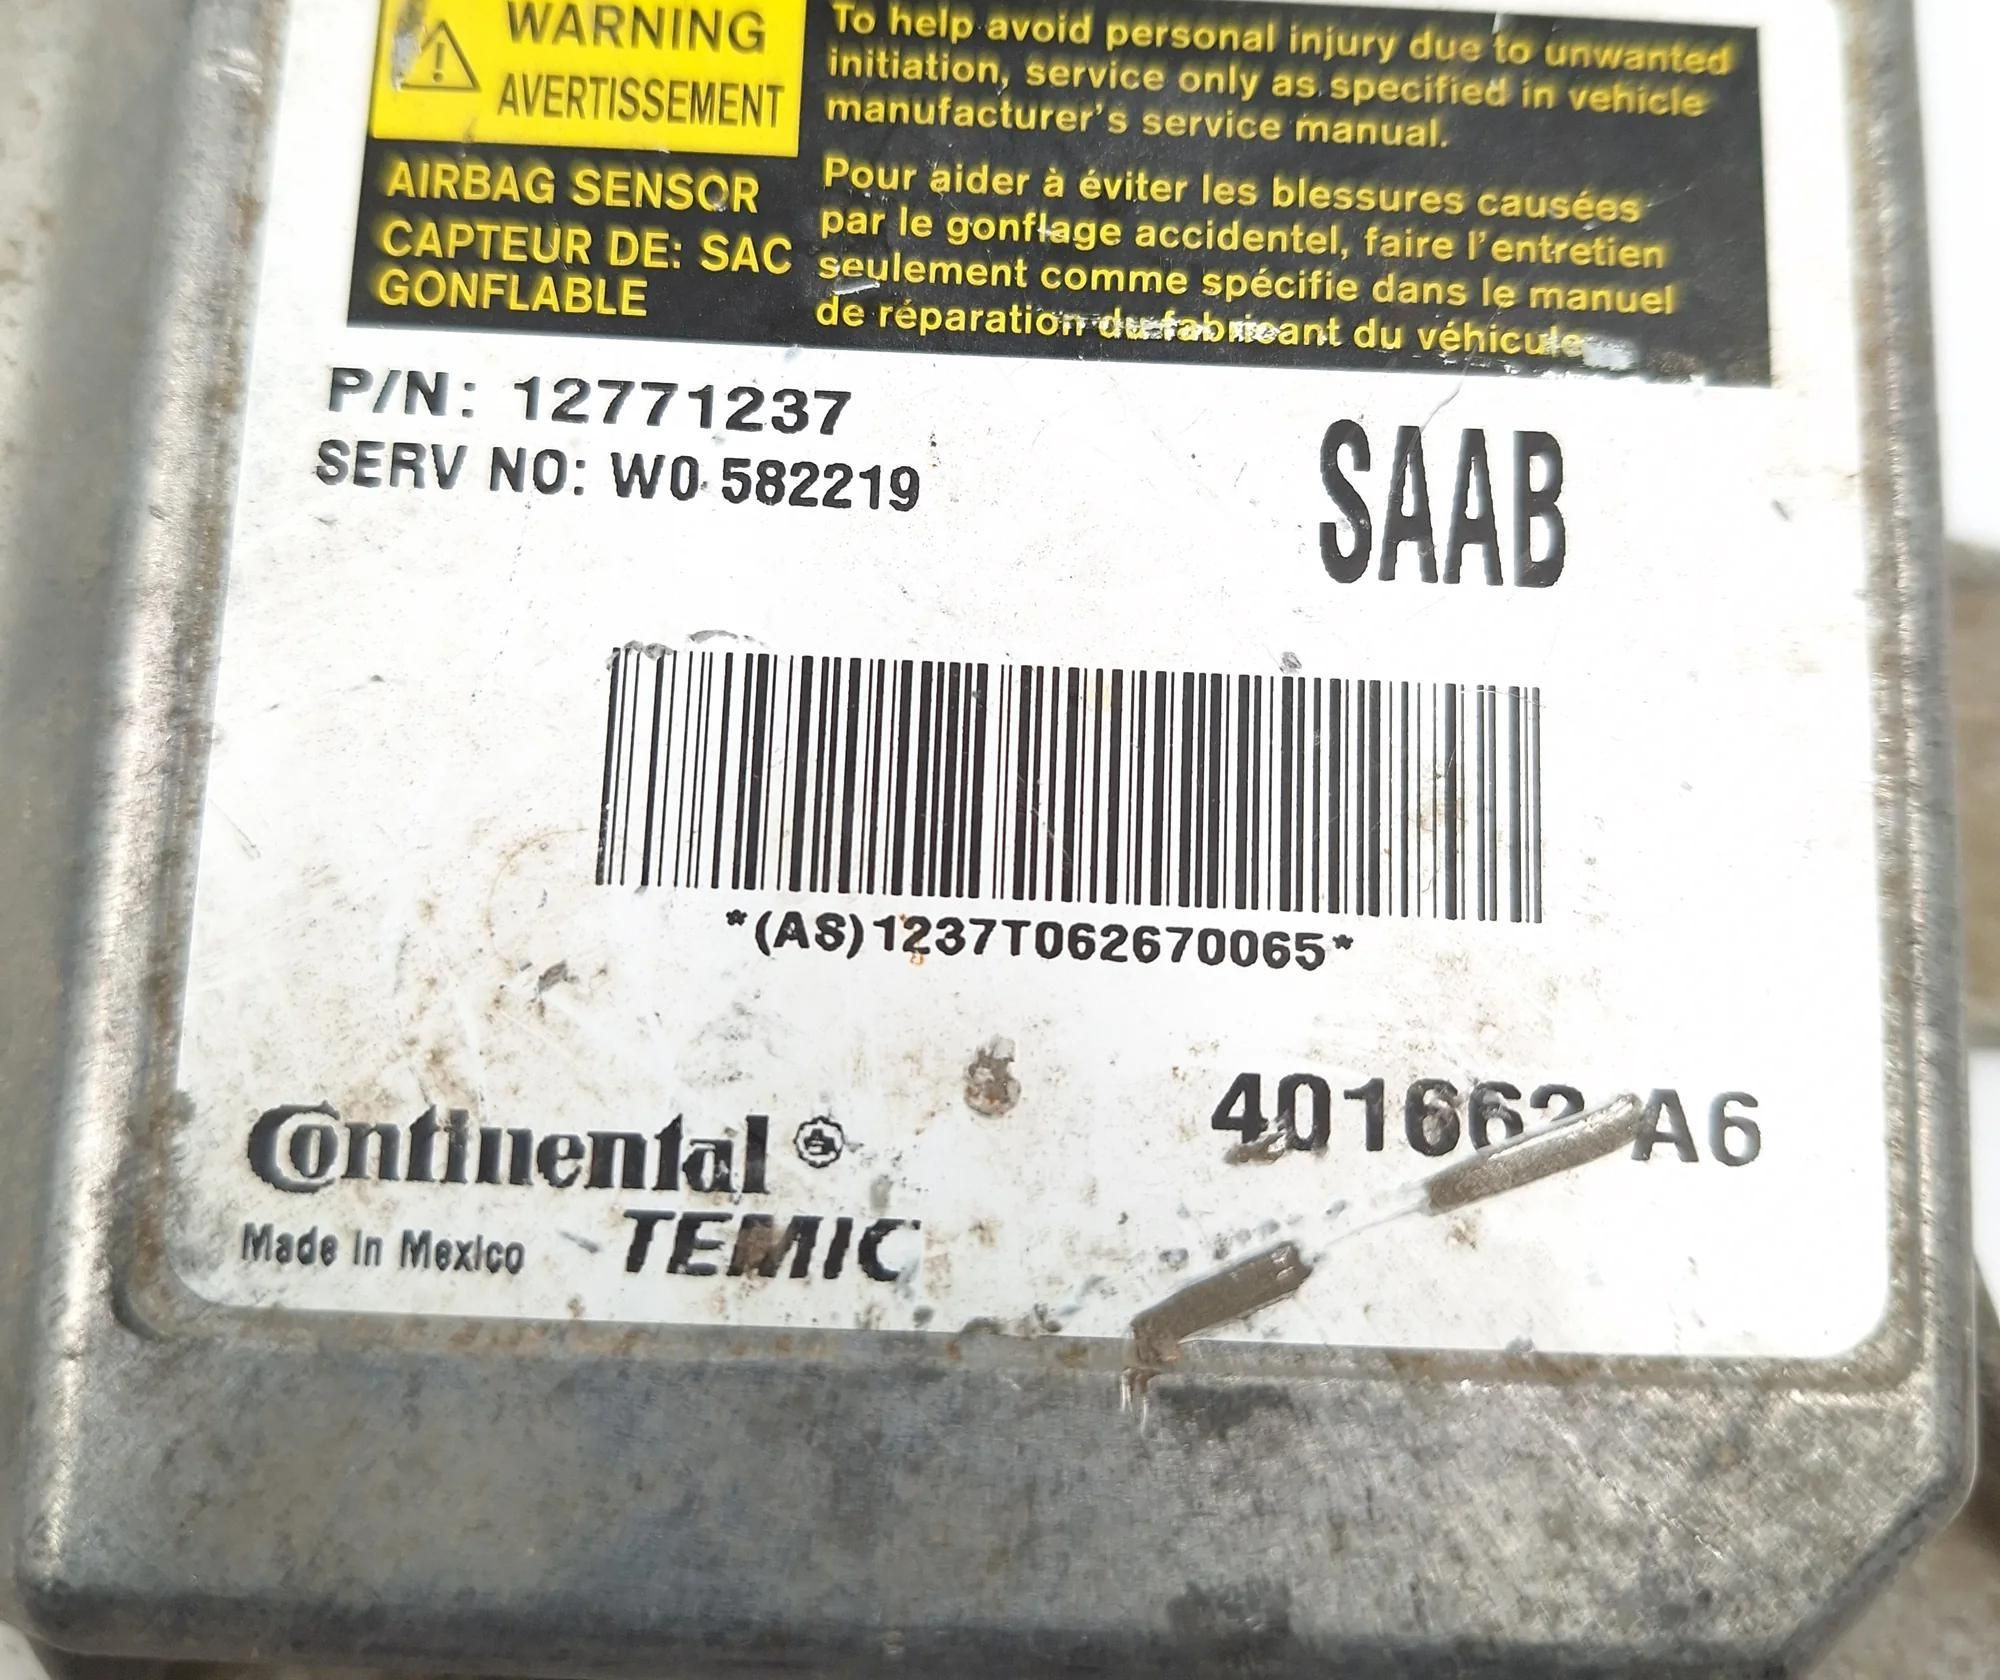 WARNING
AVERTISSEMENT
AIRBAG SENSOR
CAPTEUR DE: SAC
GONFLABLE
To help avoid personal injury due to unwanted
initiation, service only as specified in vehicle
manufacturer's service manual.
Pour aider à éviter les blessures causées
par le gonflage accidentel, faire l'entretien
seulement comme spécifie dans le manuel
de réparation du fabricant du véhicule
P/N: 12771237
SERV NO: W0 582219
SAAB
*(AS)1237T062670065*
A6
Continental
TEMIC
Made in Mexico